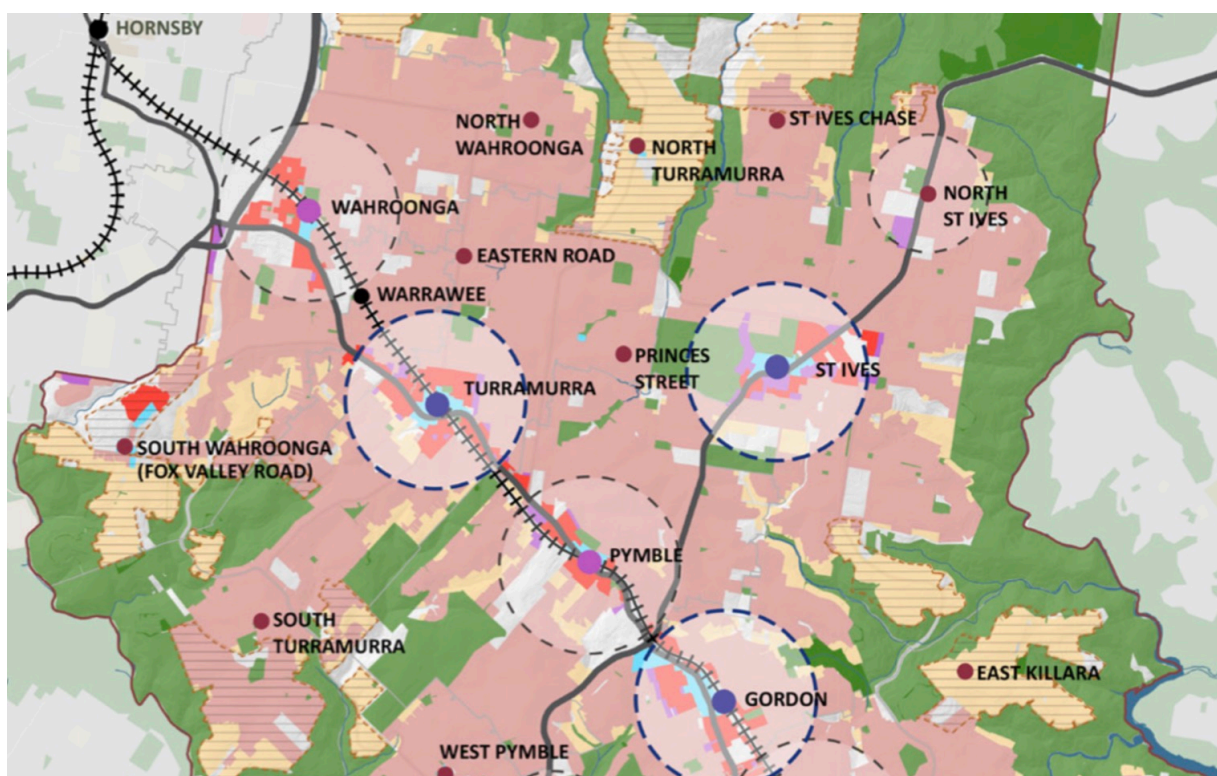 HORNSBY
NORTH
WAHROONGA
ST IVES CHASE
NORTH
TURRAMURRA
NORTH
ST IVES
WAHROONGA
EASTERN ROAD
WARRAWEE
PRINCES
STREET
ST IVES
TURRAMURRA
SOUTH WAHROONGA
(FOX VALLEY ROAD)
PYMBLE
SOUTH
TURRAMURRA
EAST KILLARA
GORDON
WEST PYMBLE